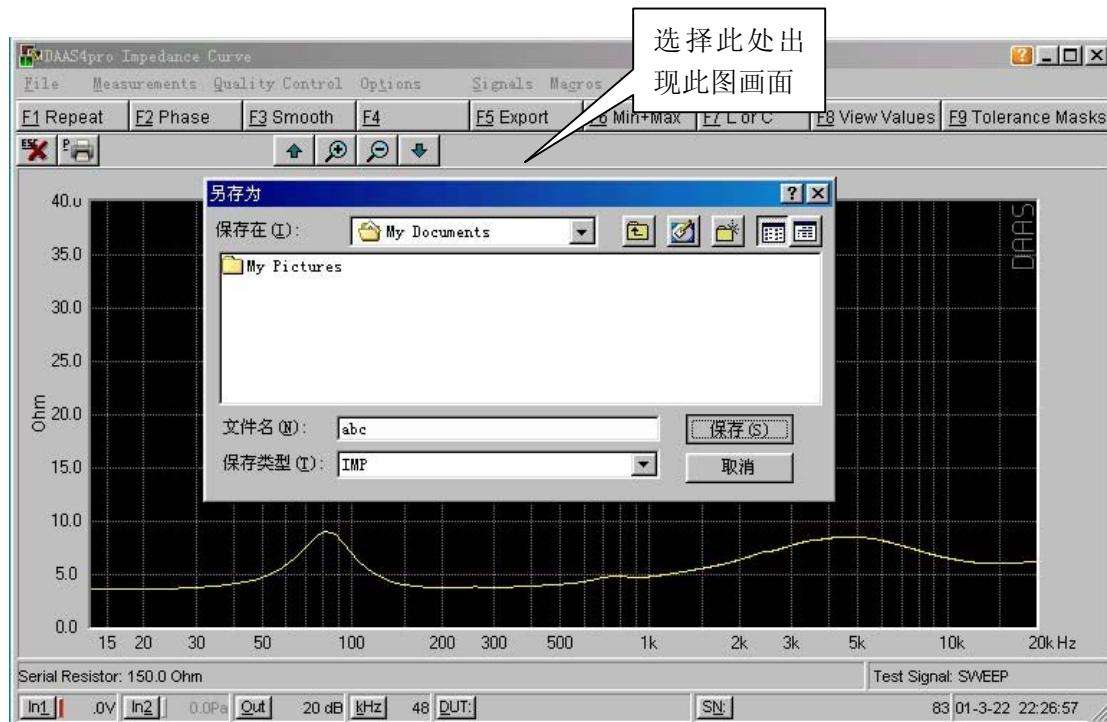 选择此处出
现此图画面
DAAS4pro Impedance Curve
File Measurements Quality Control Options Signals Macros
F1 Repeat F2 Phase F3 Smooth F4 F5 Export F6 Min+Max F7 L or C F8 View Values F9 Tolerance Masks
ESC P
另存为
保存在(I): My Documents
My Pictures
文件名(N): abc 保存(S)
保存类型(T): IMP 取消
DAAS
40.0
35.0
30.0
25.0
Ohm
20.0
15.0
10.0
5.0
0.0
15 20 30 50 100 200 300 500 1k 2k 3k 5k 10k 20k Hz
Serial Resistor: 150.0 Ohm Test Signal: SWEEP
In1 .0V In2 0.0Pa Out 20 dB kHz 48 DUT: SN: 83 01-3-22 22:26:57